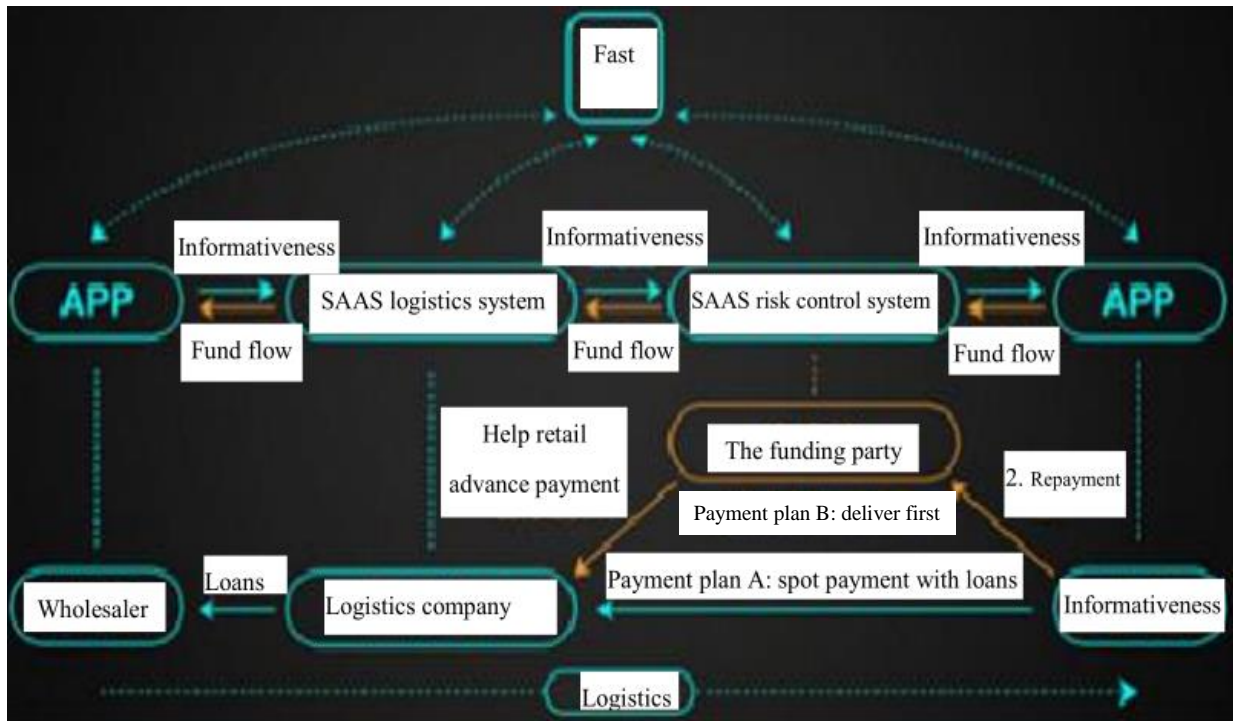 Fast
Informativeness
Informativeness
Informativeness
APP
SAAS logistics system
SAAS risk control system
APP
Fund flow
Fund flow
Fund flow
Help retail
advance payment
The funding party
2. Repayment
Payment plan B: deliver first
Loans
Payment plan A: spot payment with loans
Wholesaler
Logistics company
Informativeness
Logistics